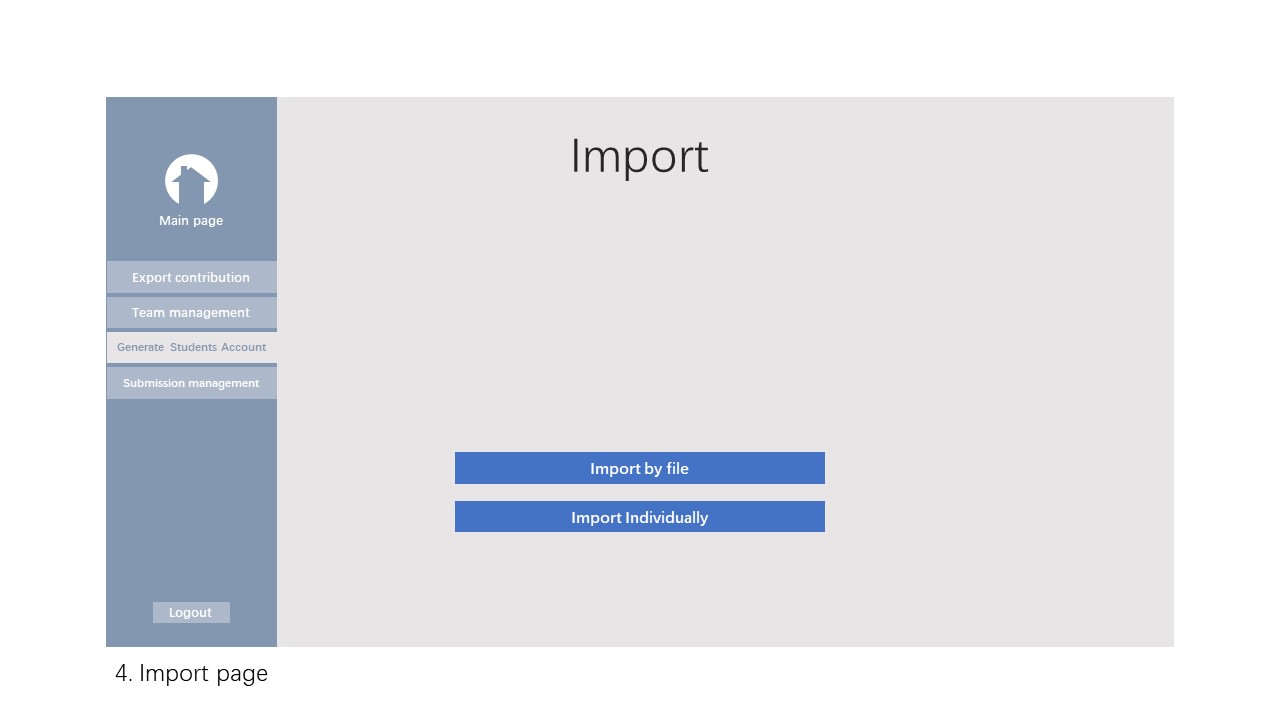 Import
Main page
Export contribution
Team management
Generate Students Account
Submission management
Import by file
Import Individually
Logout
4. Import page